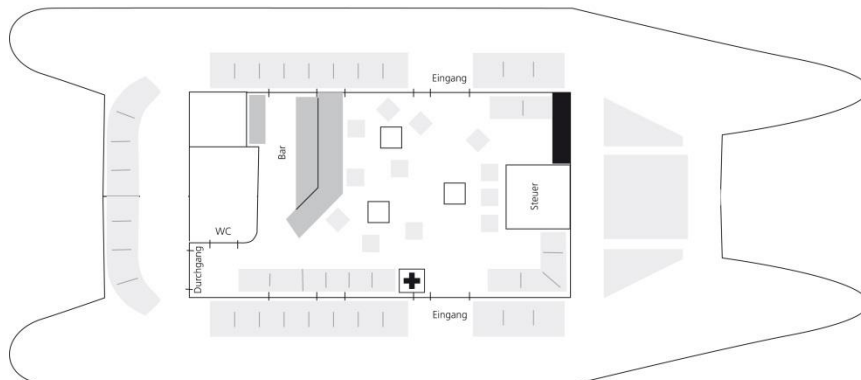 Eingang
Bar
Steuer
WC
Durchgang
Eingang